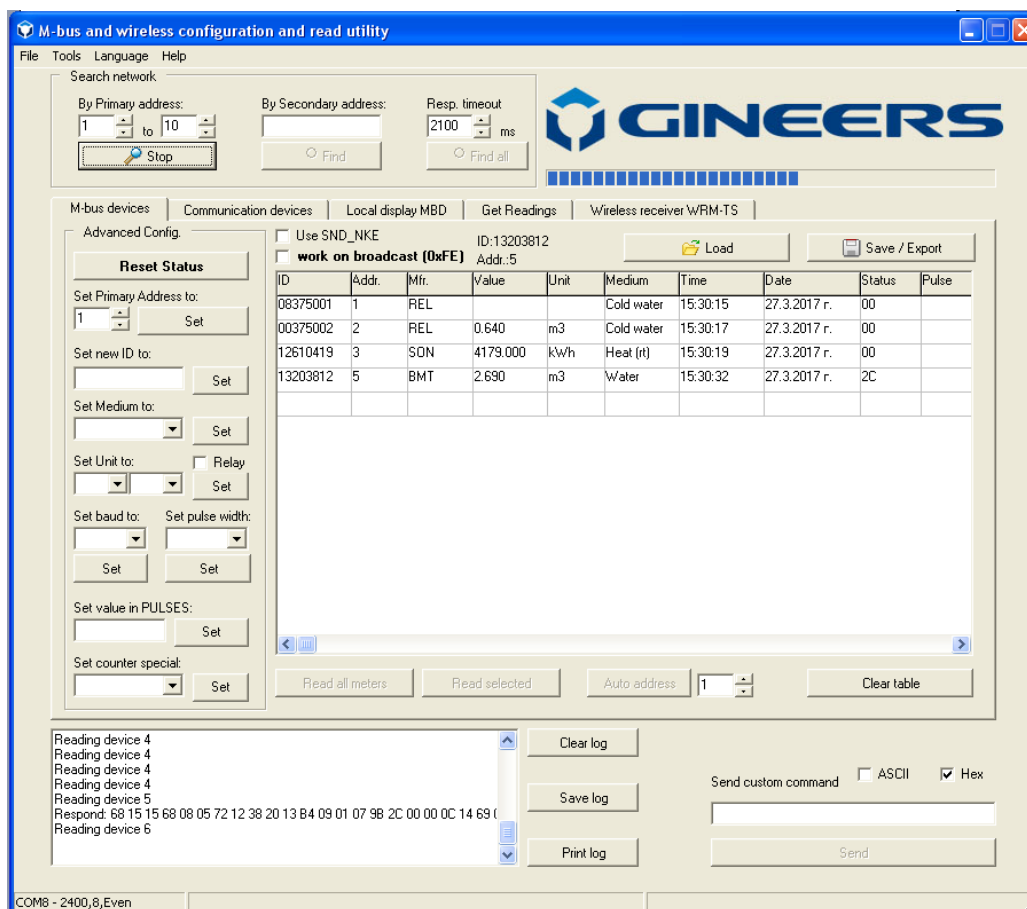 M-bus and wireless configuration and read utility
File Tools Language Help
Search network
By Primary address: By Secondary address: Resp. timeout
1 to 10 2100 ms
Stop Find Find all
GINEERS
M-bus devices Communication devices Local display MBD Get Readings Wireless receiver WRM-TS
Advanced Config.
Reset Status
Set Primary Address to:
1 Set
Set new ID to:
Set
Set Medium to:
Set
Set Unit to: Relay
Set
Set baud to: Set pulse width:
Set Set
Set value in PULSES:
Set
Set counter special:
Set
Use SND_NKE
work on broadcast (0xFE)
ID:13203812
Addr.:5
Load Save / Export
ID Addr. Mfr. Value Unit Medium Time Date Status Pulse
08375001 1 REL Cold water 15:30:15 27.3.2017 г. 00
00375002 2 REL 0.640 m3 Cold water 15:30:17 27.3.2017 г. 00
12610419 3 SON 4179.000 kWh Heat (rt) 15:30:19 27.3.2017 г. 00
13203812 5 BMT 2.690 m3 Water 15:30:32 27.3.2017 г. 2C
Read all meters Read selected Auto address 1 Clear table
Reading device 4
Reading device 4
Reading device 4
Reading device 4
Reading device 5
Respond: 68 15 15 68 08 05 72 12 38 20 13 B4 09 01 07 9B 2C 00 00 0C 14 69
Reading device 6
Clear log
Save log
Print log
Send custom command ASCII Hex
Send
COM8 - 2400,8,Even